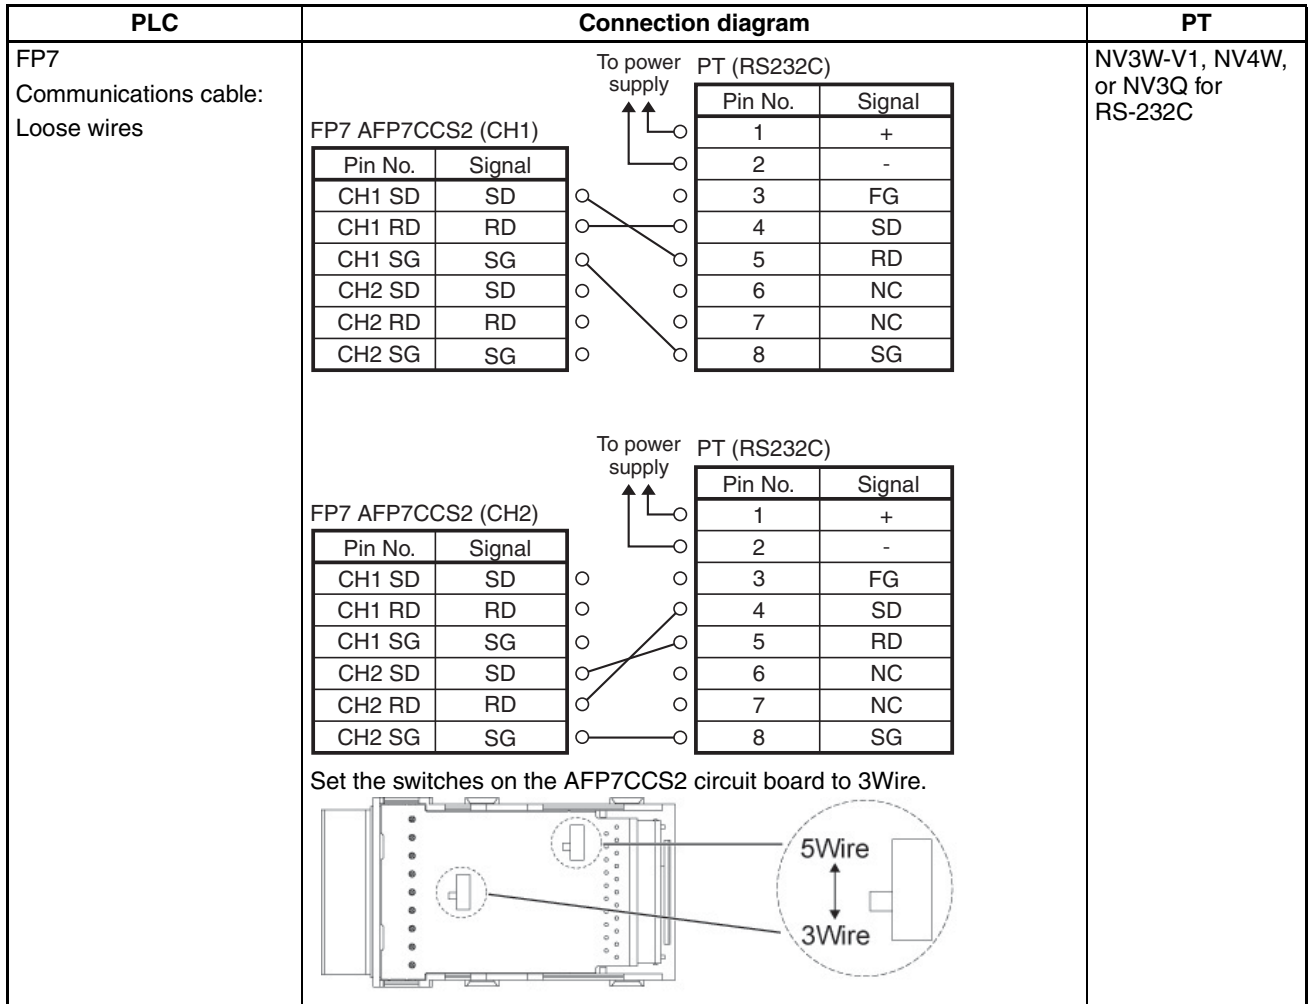 PLC Connection diagram PT
FP7
Communications cable:
Loose wires
To power
supply
PT (RS232C)
Pin No. Signal
1 +
2 -
3 FG
4 SD
5 RD
6 NC
7 NC
8 SG
FP7 AFP7CCS2 (CH1)
Pin No. Signal
CH1 SD SD
CH1 RD RD
CH1 SG SG
CH2 SD SD
CH2 RD RD
CH2 SG SG
To power
supply
PT (RS232C)
Pin No. Signal
1 +
2 -
3 FG
4 SD
5 RD
6 NC
7 NC
8 SG
FP7 AFP7CCS2 (CH2)
Pin No. Signal
CH1 SD SD
CH1 RD RD
CH1 SG SG
CH2 SD SD
CH2 RD RD
CH2 SG SG
Set the switches on the AFP7CCS2 circuit board to 3Wire.
5Wire
3Wire
NV3W-V1, NV4W,
or NV3Q for
RS-232C